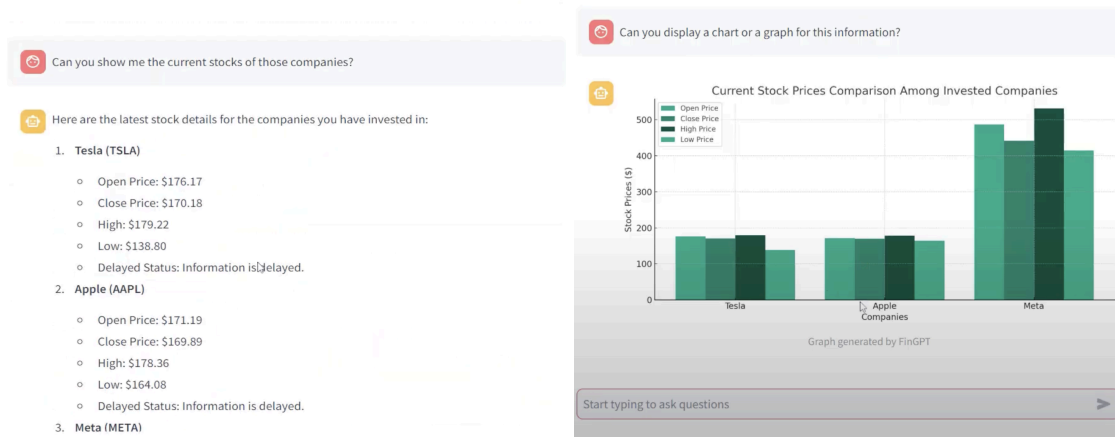 Can you show me the current stocks of those companies?
Here are the latest stock details for the companies you have invested in:
1. Tesla (TSLA)
Open Price: $176.17
Close Price: $170.18
High: $179.22
Low: $138.80
Delayed Status: Information is delayed.
2. Apple (AAPL)
Open Price: $171.19
Close Price: $169.89
High: $178.36
Low: $164.08
Delayed Status: Information is delayed.
3. Meta (META)
Can you display a chart or a graph for this information?
Current Stock Prices Comparison Among Invested Companies
Open Price
Close Price
High Price
Low Price
Stock Prices ($)
500
400
300
200
100
0
Tesla
Apple
Meta
Companies
Graph generated by FinGPT
Start typing to ask questions